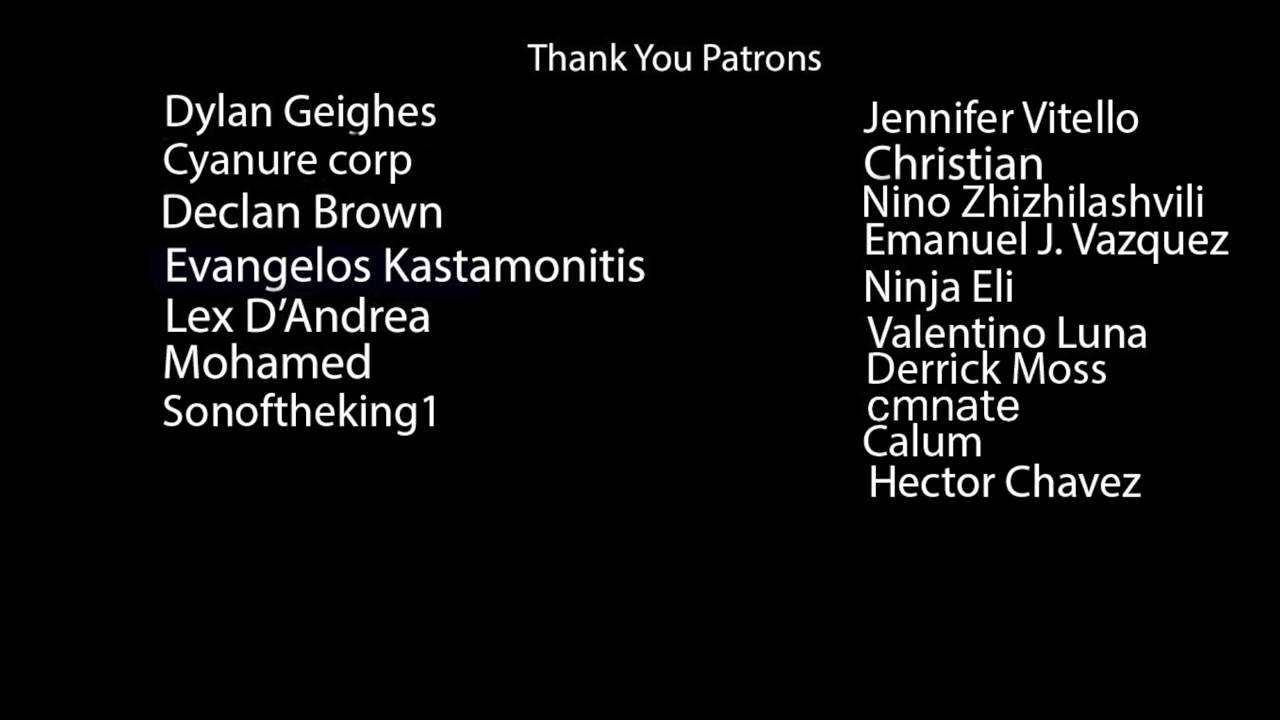 Thank You Patrons
Dylan Geighes
Cyanure corp
Declan Brown
Evangelos Kastamonitis
Lex D’Andrea
Mohamed
Sonoftheking1
Jennifer Vitello
Christian
Nino Zhizhilashvili
Emanuel J. Vazquez
Ninja Eli
Valentino Luna
Derrick Moss
cmnate
Calum
Hector Chavez